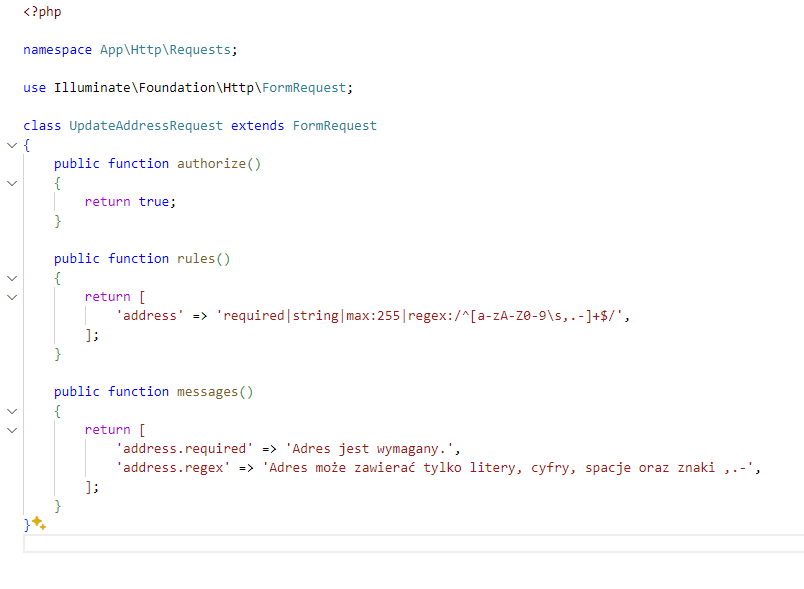 <?php
namespace App\Http\Requests;
use Illuminate\Foundation\Http\FormRequest;
class UpdateAddressRequest extends FormRequest
{
    public function authorize()
    {
        return true;
    }
    public function rules()
    {
        return [
            'address' => 'required|string|max:255|regex:/^[a-zA-Z0-9\s,.-]+$/',
        ];
    }
    public function messages()
    {
        return [
            'address.required' => 'Adres jest wymagany.',
            'address.regex' => 'Adres może zawierać tylko litery, cyfry, spacje oraz znaki ,.-',
        ];
    }
}